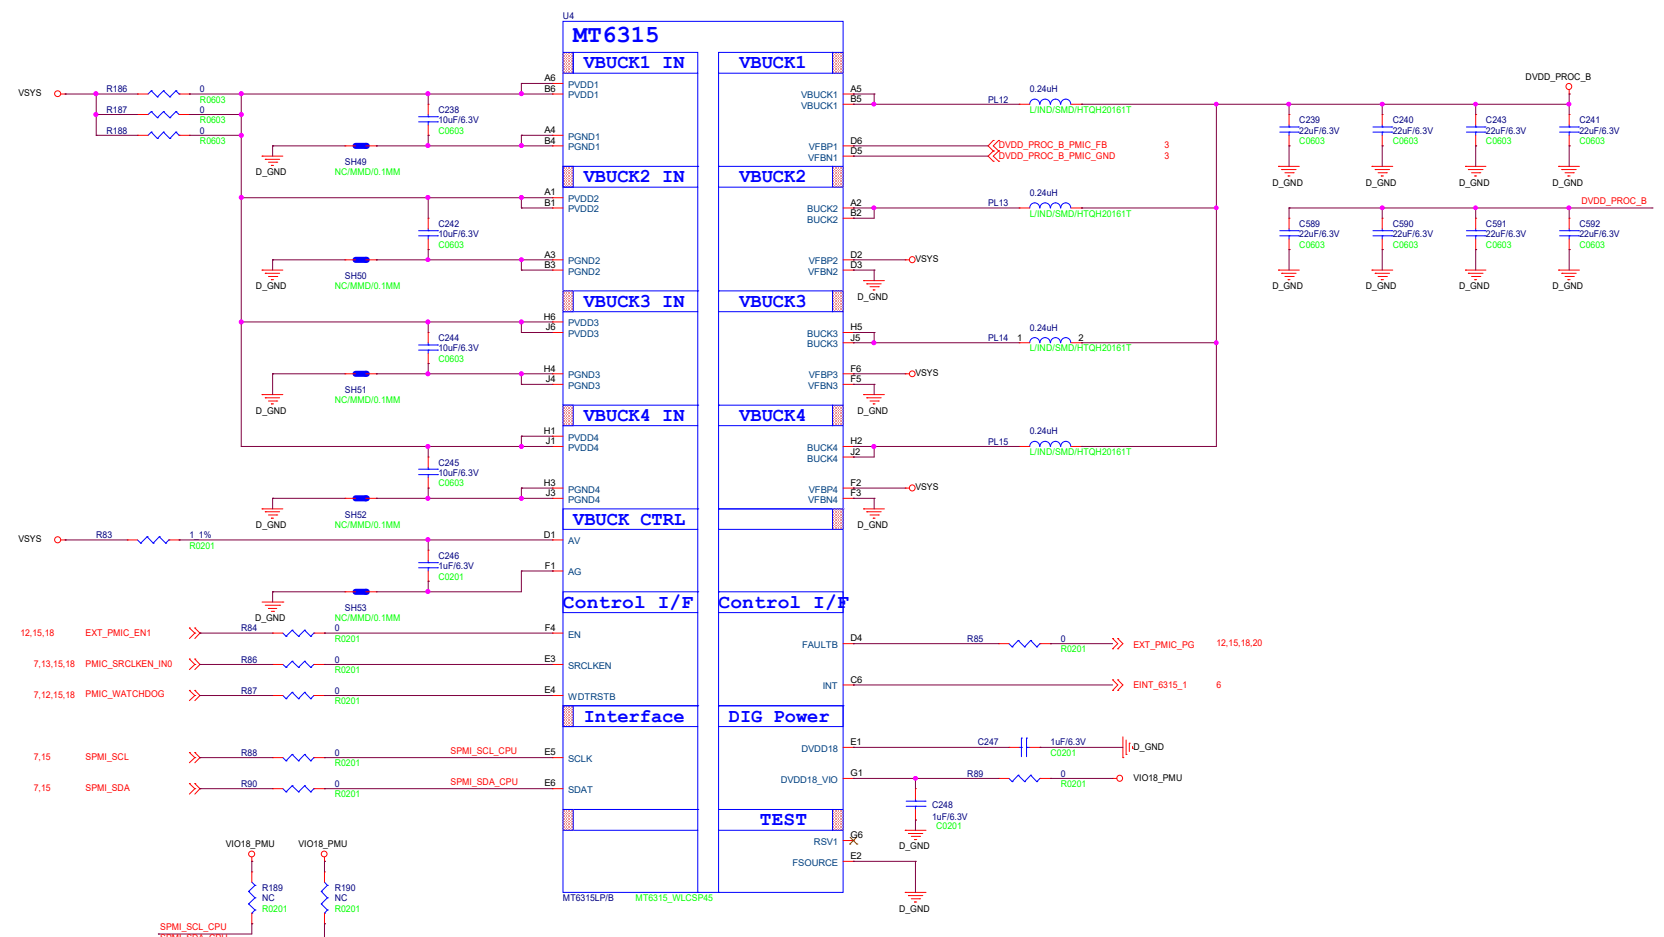 U4
MT6315
VBUCK1 IN
VBUCK1
VSYS
R186
0
R0603
R187
0
R0603
R188
0
R0603
C238
10uF/6.3V
C0603
A6
B6
PVDD1
PVDD1
A4
B4
PGND1
PGND1
D_GND
SH49
NC/MMD/0.1MM
VBUCK1
VBUCK1
A5
B5
PL12
0.24uH
L/IND/SMD/HTQH20161T
VFBP1
VFBN1
D6
D5
DVDD_PROC_B_PMIC_FB
3
DVDD_PROC_B_PMIC_GND
3
DVDD_PROC_B
C239
22uF/6.3V
C0603
D_GND
C240
22uF/6.3V
C0603
D_GND
C243
22uF/6.3V
C0603
D_GND
C241
22uF/6.3V
C0603
D_GND
VBUCK2 IN
VBUCK2
A1
B1
PVDD2
PVDD2
C242
10uF/6.3V
C0603
A3
B3
PGND2
PGND2
D_GND
SH50
NC/MMD/0.1MM
BUCK2
BUCK2
A2
B2
PL13
0.24uH
L/IND/SMD/HTQH20161T
VFBP2
VFBN2
D2
D3
VSYS
D_GND
DVDD_PROC_B
C589
22uF/6.3V
C0603
D_GND
C590
22uF/6.3V
C0603
D_GND
C591
22uF/6.3V
C0603
D_GND
C592
22uF/6.3V
C0603
D_GND
VBUCK3 IN
VBUCK3
H6
J6
PVDD3
PVDD3
C244
10uF/6.3V
C0603
H4
J4
PGND3
PGND3
D_GND
SH51
NC/MMD/0.1MM
BUCK3
BUCK3
H5
J5
PL14
1
0.24uH
2
L/IND/SMD/HTQH20161T
VFBP3
VFBN3
F6
F5
VSYS
D_GND
VBUCK4 IN
VBUCK4
H1
J1
PVDD4
PVDD4
C245
10uF/6.3V
C0603
H3
J3
PGND4
PGND4
D_GND
SH52
NC/MMD/0.1MM
BUCK4
BUCK4
H2
J2
PL15
0.24uH
L/IND/SMD/HTQH20161T
VFBP4
VFBN4
F2
F3
VSYS
D_GND
VBUCK CTRL
VSYS
R83
1_1%
R0201
D1
AV
C246
1uF/6.3V
C0201
F1
AG
D_GND
SH53
NC/MMD/0.1MM
Control I/F
Control I/F
12,15,18
EXT_PMIC_EN1
R84
0
R0201
F4
EN
7,13,15,18
PMIC_SRCLKEN_IN0
R86
0
R0201
E3
SRCLKEN
7,12,15,18
PMIC_WATCHDOG
R87
0
R0201
E4
WDTRSTB
FAULTB
D4
R85
0
R0201
EXT_PMIC_PG
12,15,18,20
INT
C6
EINT_6315_1
6
Interface
DIG Power
7,15
SPMI_SCL
R88
0
R0201
SPMI_SCL_CPU
E5
SCLK
7,15
SPMI_SDA
R90
0
R0201
SPMI_SDA_CPU
E6
SDAT
DVDD18
E1
C247
1uF/6.3V
C0201
D_GND
DVDD18_VIO
G1
R89
0
R0201
VIO18_PMU
C248
1uF/6.3V
C0201
D_GND
TEST
RSV1
G6
FSOURCE
E2
D_GND
MT6315LP/B
MT6315_WLCSP45
VIO18_PMU
VIO18_PMU
R189
NC
R0201
R190
NC
R0201
SPMI_SCL_CPU
SPMI_SDA_CPU